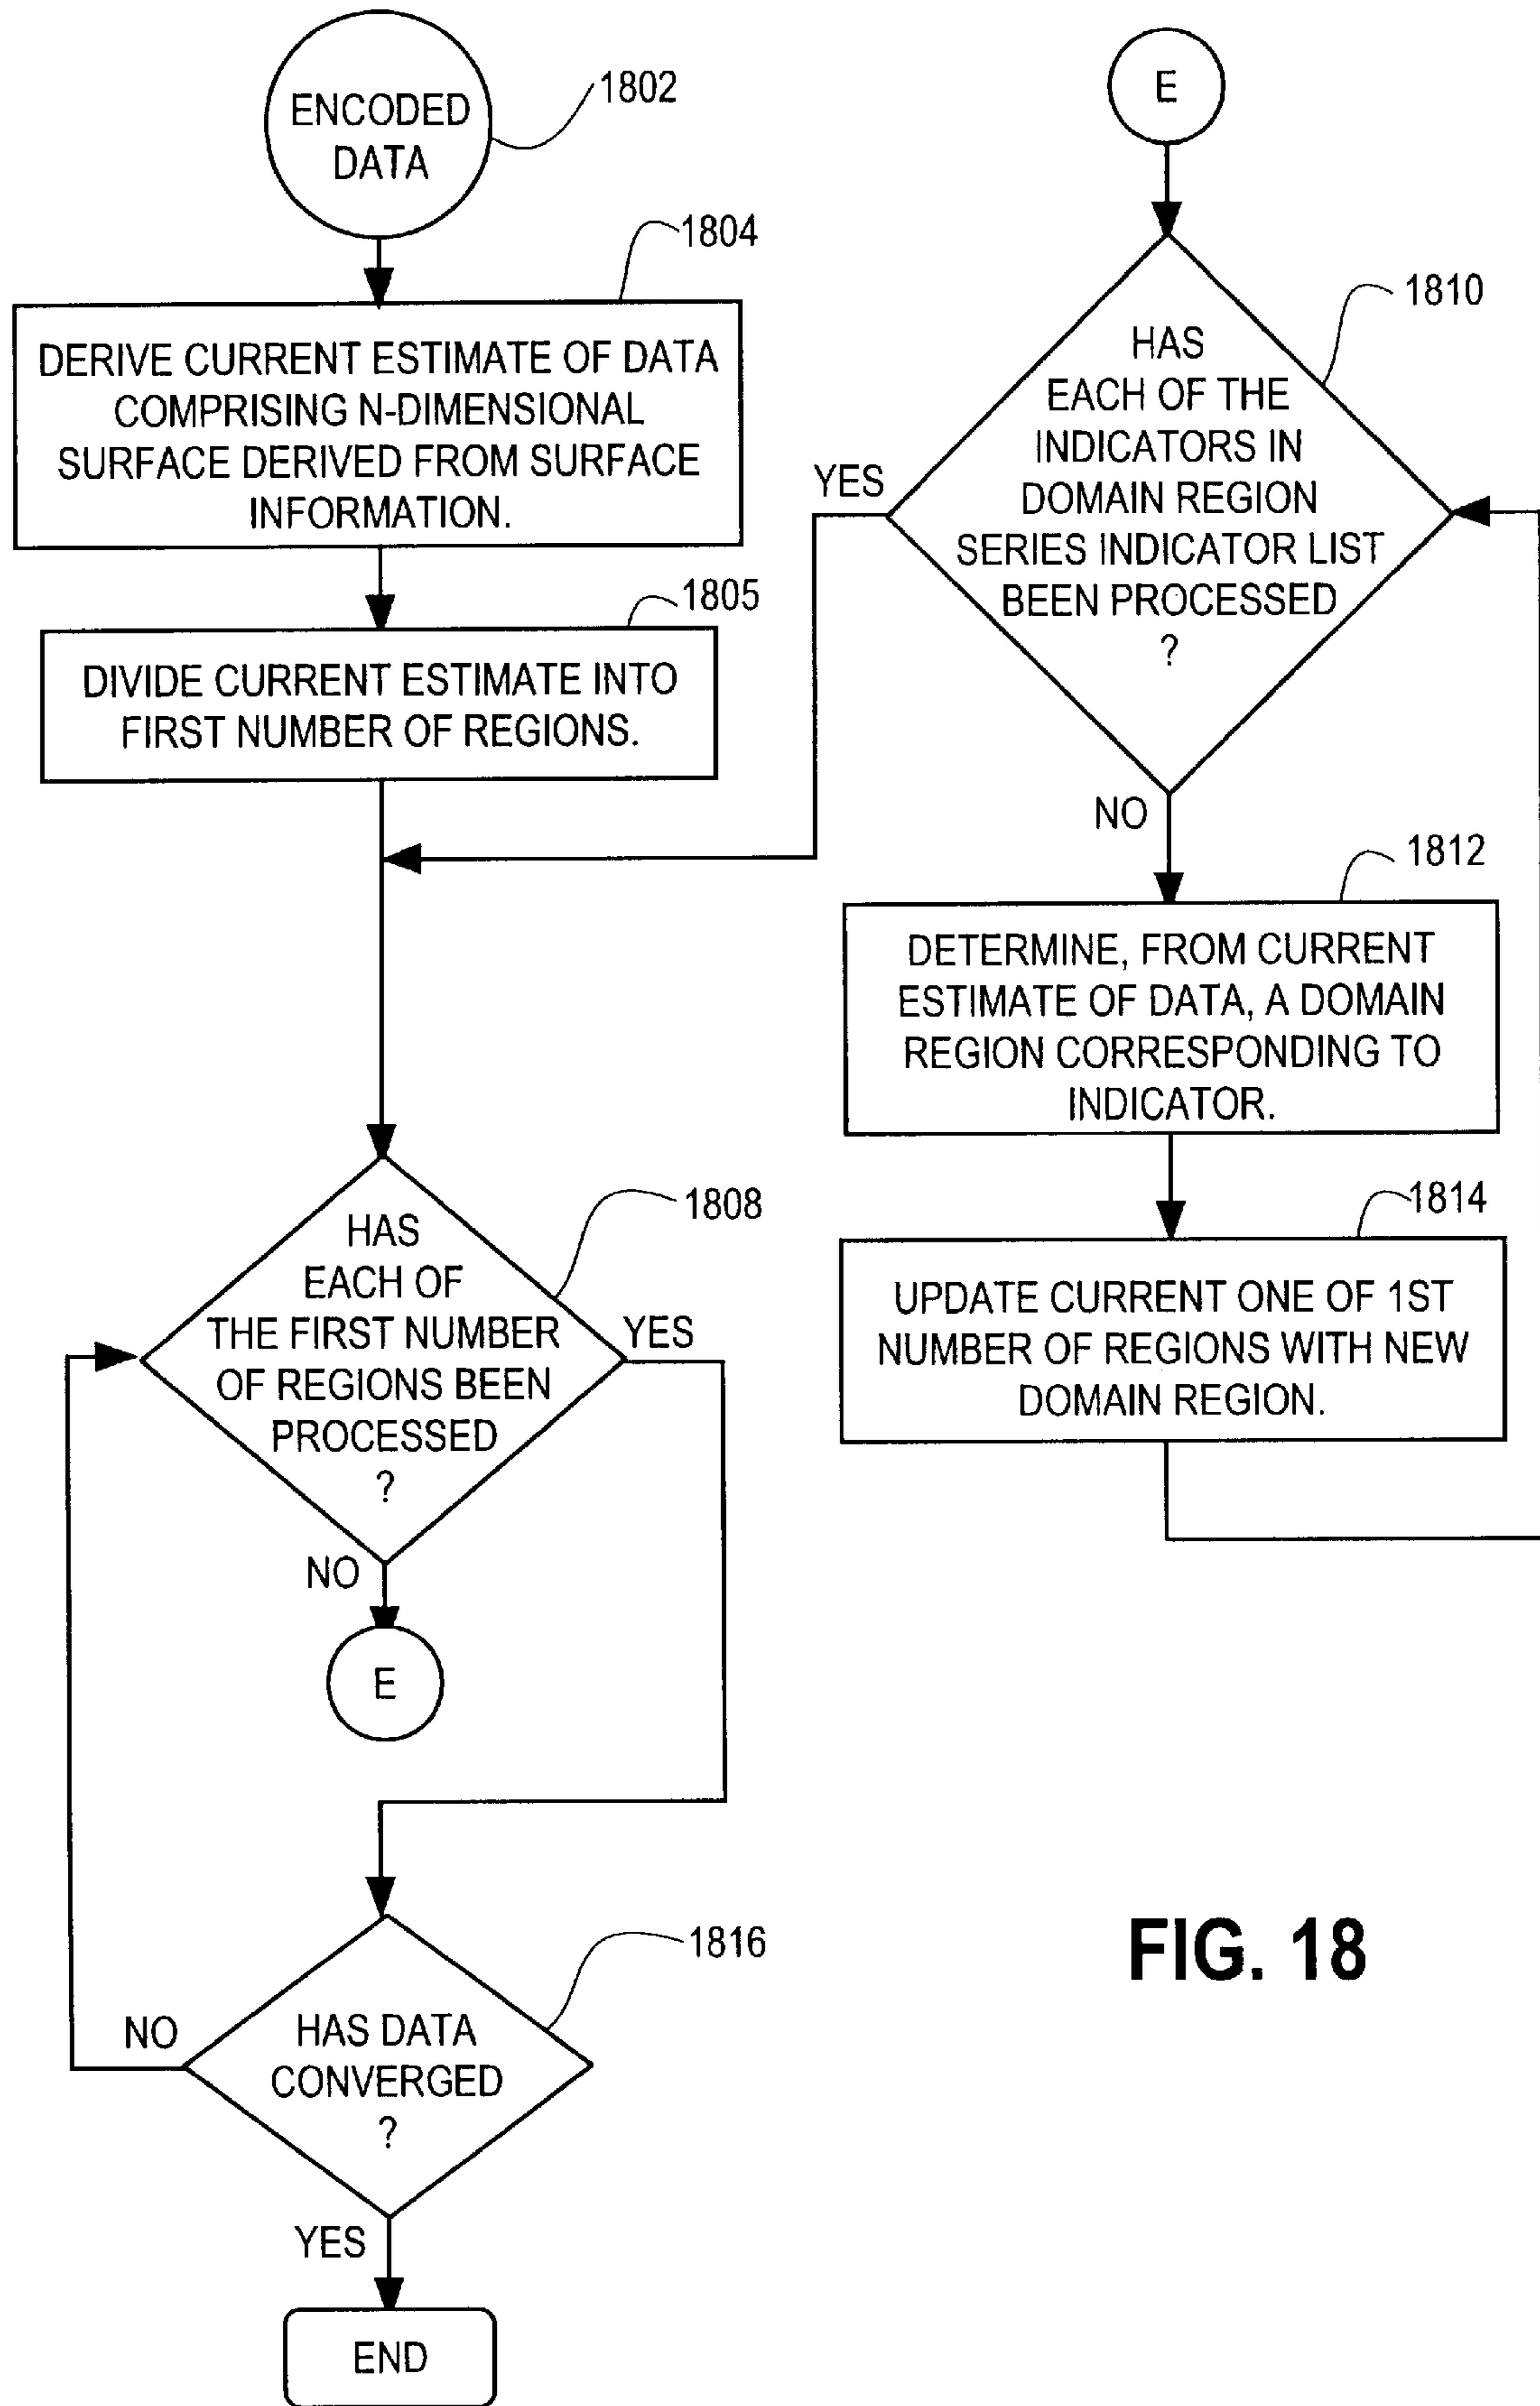 ENCODED
DATA
1802
1804
DERIVE CURRENT ESTIMATE OF DATA
COMPRISING N-DIMENSIONAL
SURFACE DERIVED FROM SURFACE
INFORMATION.
1805
DIVIDE CURRENT ESTIMATE INTO
FIRST NUMBER OF REGIONS.
1808
HAS
EACH OF
THE FIRST NUMBER
OF REGIONS BEEN
PROCESSED
?
YES
NO
E
1816
HAS DATA
CONVERGED
?
NO
YES
END
E
1810
HAS
EACH OF THE
INDICATORS IN
DOMAIN REGION
SERIES INDICATOR LIST
BEEN PROCESSED
?
YES
NO
1812
DETERMINE, FROM CURRENT
ESTIMATE OF DATA, A DOMAIN
REGION CORRESPONDING TO
INDICATOR.
1814
UPDATE CURRENT ONE OF 1ST
NUMBER OF REGIONS WITH NEW
DOMAIN REGION.
FIG. 18